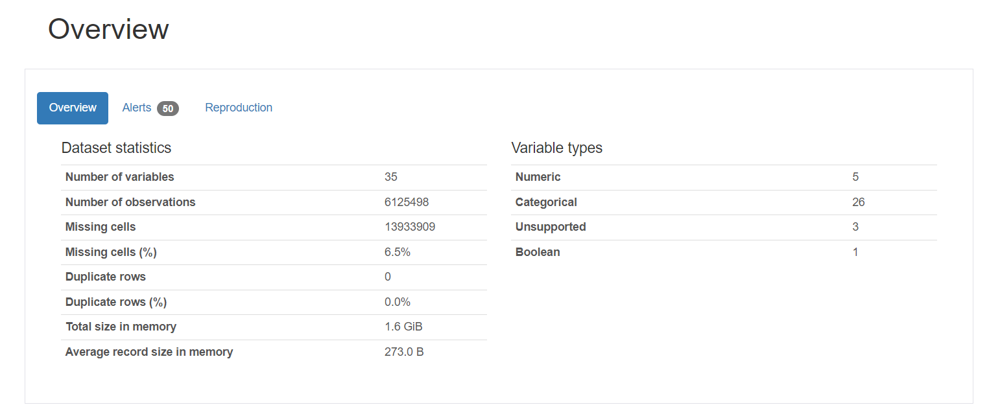 Overview
Overview Alerts 50 Reproduction
Dataset statistics
Number of variables 35
Number of observations 6125498
Missing cells 13933909
Missing cells (%) 6.5%
Duplicate rows 0
Duplicate rows (%) 0.0%
Total size in memory 1.6 GiB
Average record size in memory 273.0 B
Variable types
Numeric 5
Categorical 26
Unsupported 3
Boolean 1